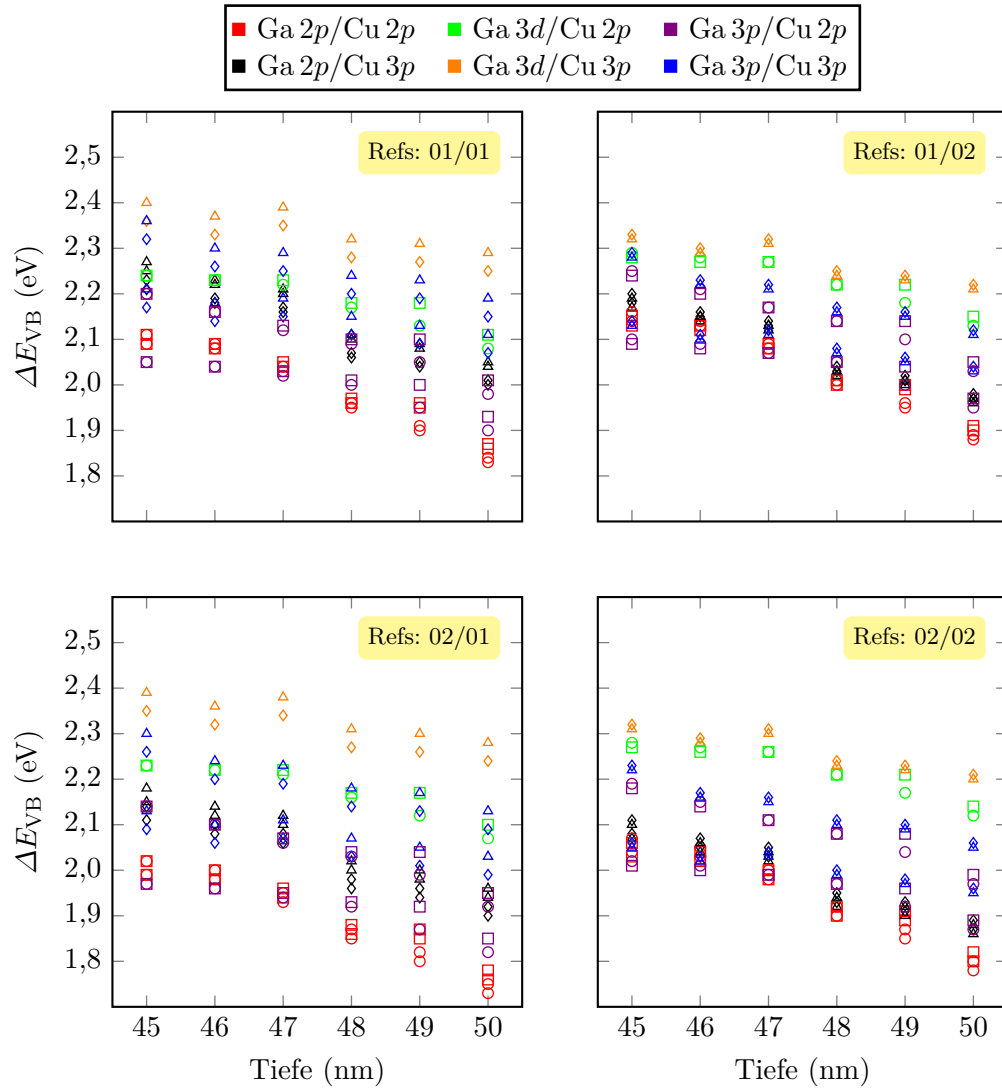 Ga 2p/Cu 2p Ga 3d/Cu 2p Ga 3p/Cu 2p
Ga 2p/Cu 3p Ga 3d/Cu 3p Ga 3p/Cu 3p
Refs: 01/01
2,5
2,4
2,3
2,2
2,1
2,0
1,9
1,8
ΔE_VB (eV)
Refs: 01/02
Refs: 02/01
2,5
2,4
2,3
2,2
2,1
2,0
1,9
1,8
ΔE_VB (eV)
45 46 47 48 49 50
Tiefe (nm)
Refs: 02/02
45 46 47 48 49 50
Tiefe (nm)